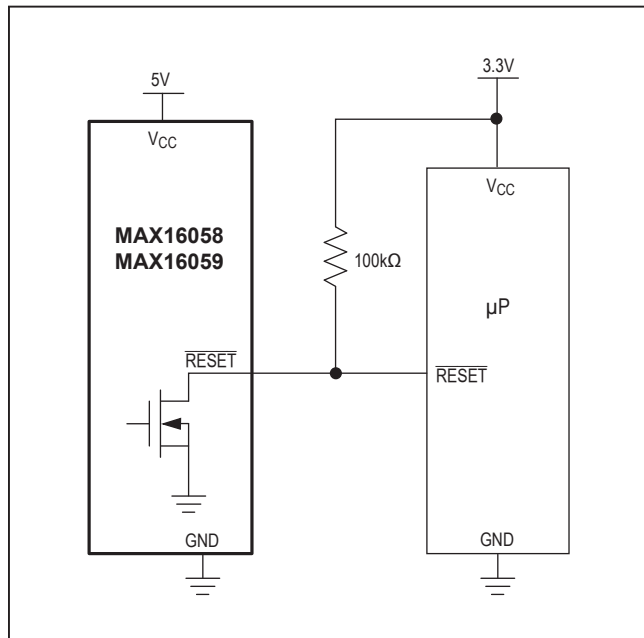 5V
VCC
MAX16058
MAX16059
RESET
GND
100kΩ
3.3V
VCC
µP
RESET
GND